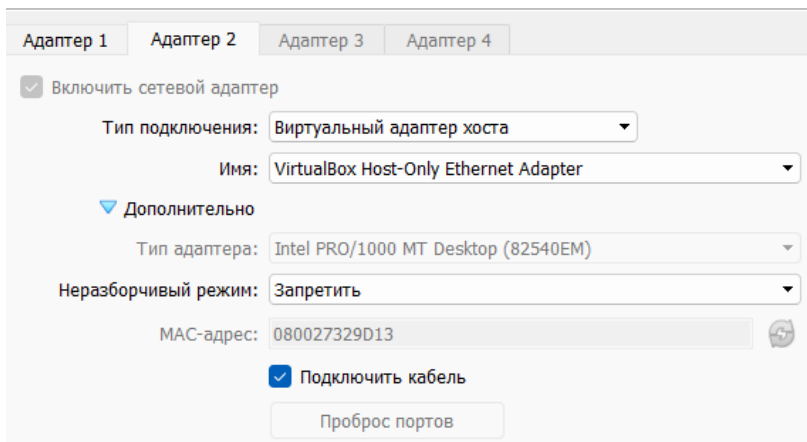 Адаптер 1 Адаптер 2 Адаптер 3 Адаптер 4
Включить сетевой адаптер
Тип подключения: Виртуальный адаптер хоста
Имя: VirtualBox Host-Only Ethernet Adapter
Дополнительно
Тип адаптера: Intel PRO/1000 MT Desktop (82540EM)
Неразборчивый режим: Запретить
MAC-адрес: 080027329D13
Подключить кабель
Проброс портов